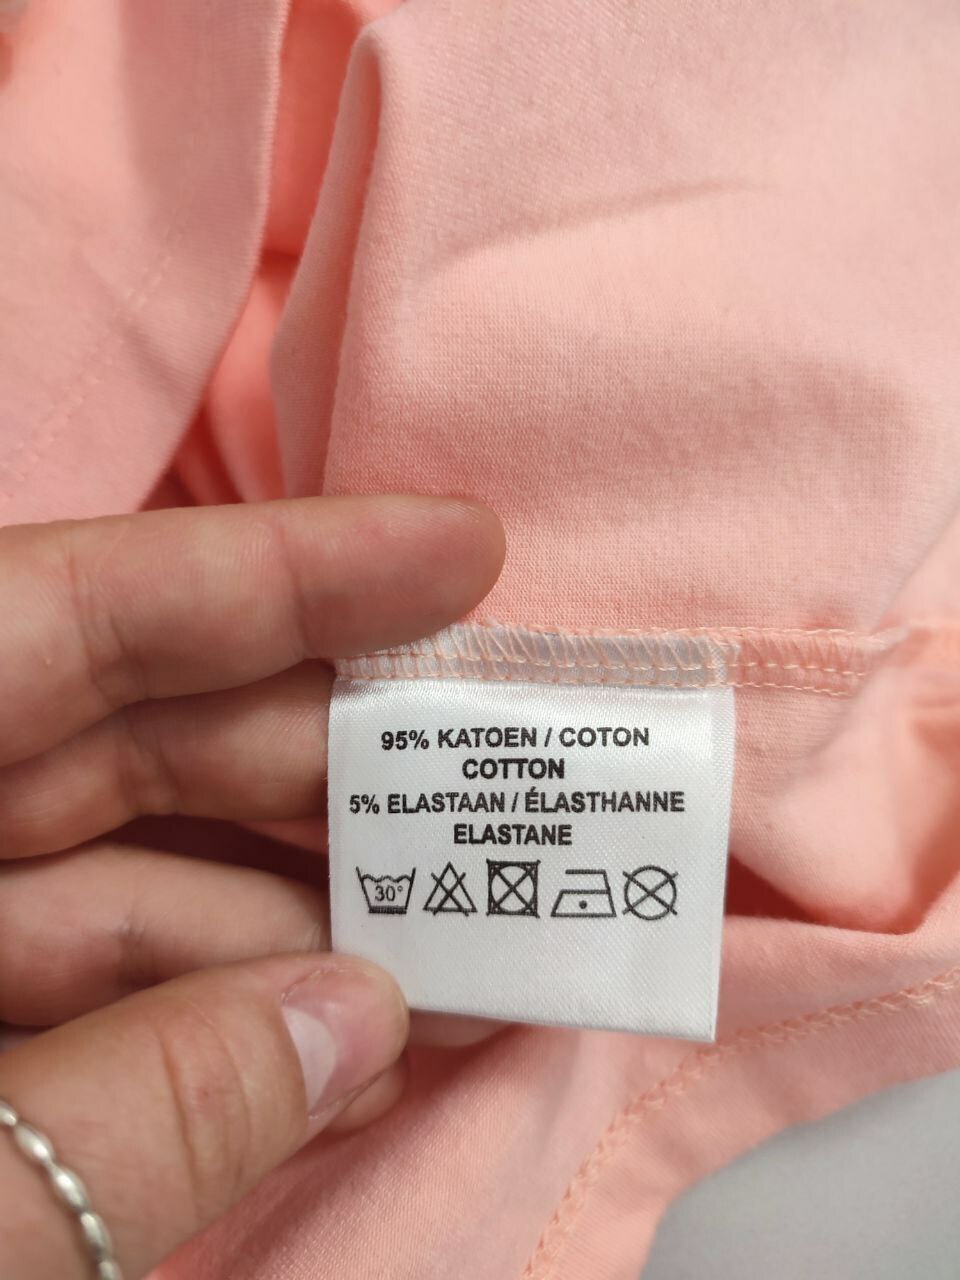 95% KATOEN / COTON
COTTON
5% ELASTAAN / ÉLASTHANNE
ELASTANE
30°